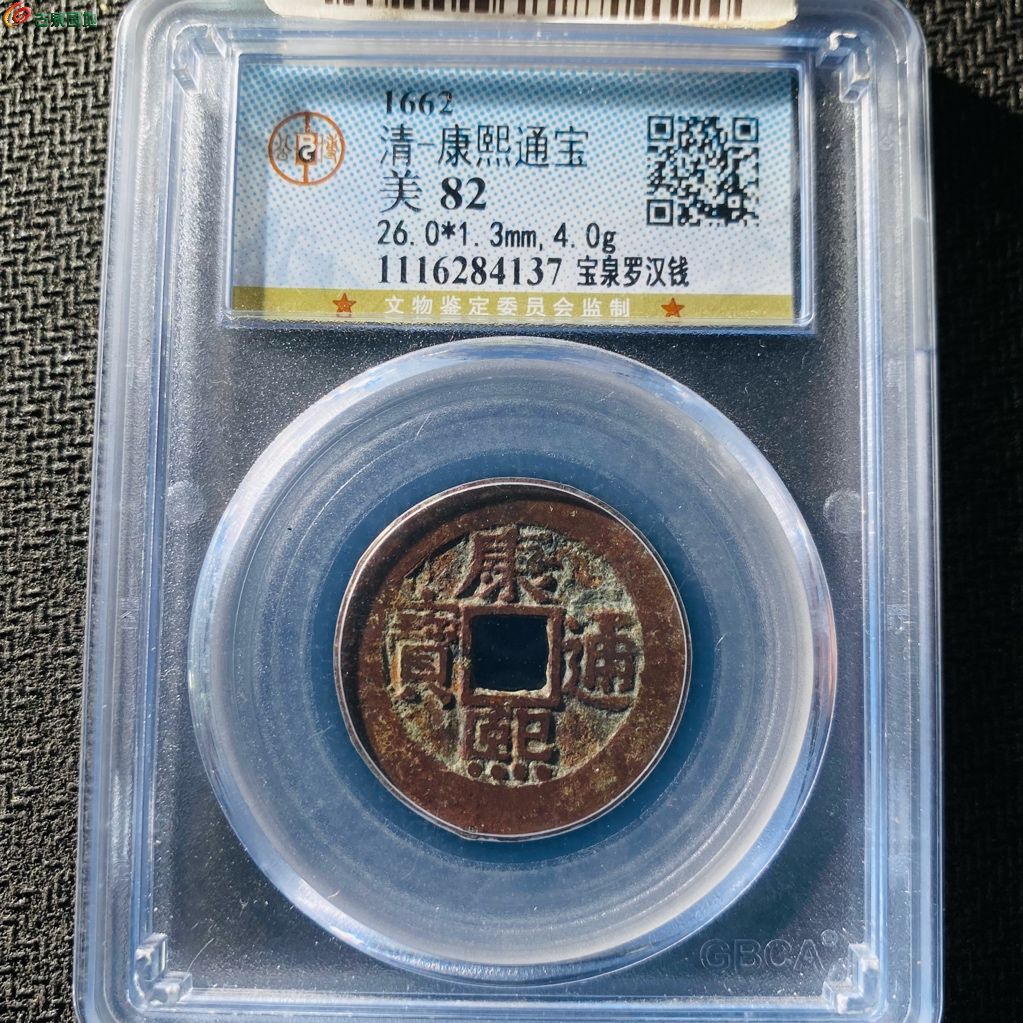 1662
清-康熙通宝
美 82
26.0*1.3mm,4.0g
1116284137 宝泉罗汉钱
★ 文物鉴定委员会监制 ★
康
寶 通
熙
GBCA